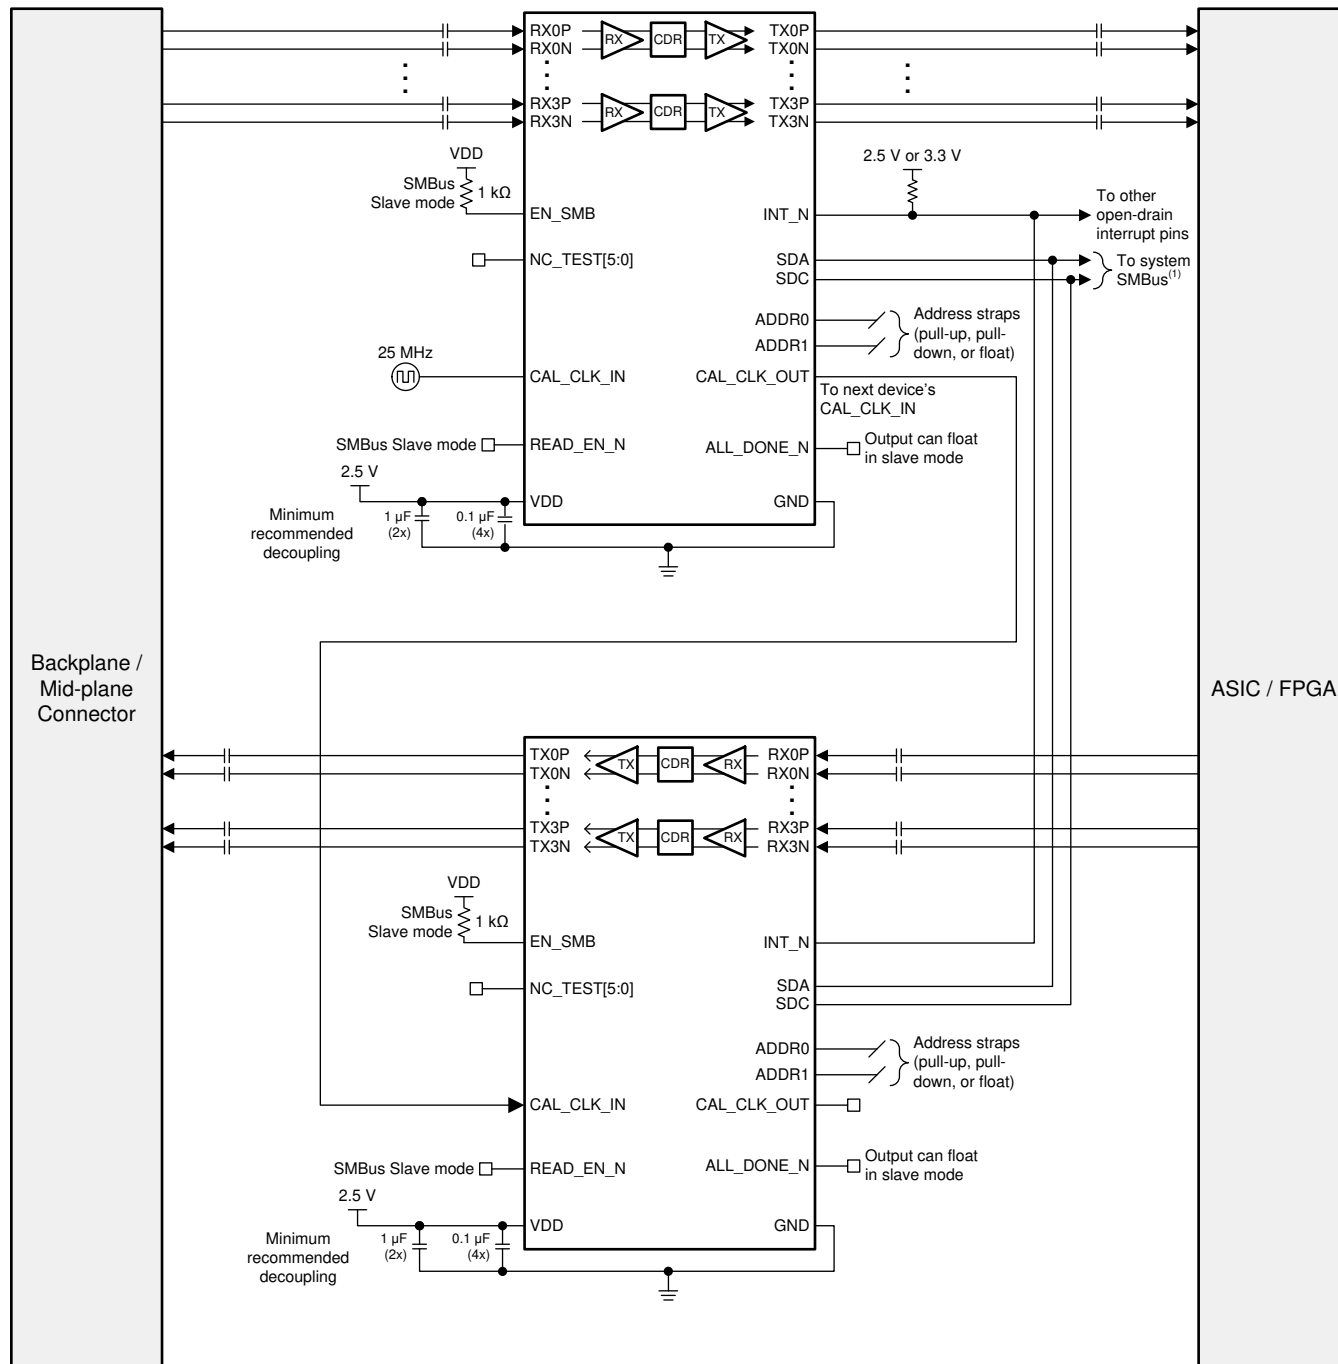 RX0P
RX0N
RX3P
RX3N
RX
CDR
TX
RX
CDR
TX
TX0P
TX0N
TX3P
TX3N
VDD
SMBus
Slave mode
1 kΩ
EN_SMB
NC_TEST[5:0]
25 MHz
CAL_CLK_IN
SMBus Slave mode
READ_EN_N
2.5 V
VDD
Minimum
recommended
decoupling
1 µF
(2x)
0.1 µF
(4x)
2.5 V or 3.3 V
INT_N
To other
open-drain
interrupt pins
SDA
SDC
To system
SMBus(1)
ADDR0
ADDR1
Address straps
(pull-up, pull-
down, or float)
CAL_CLK_OUT
To next device's
CAL_CLK_IN
ALL_DONE_N
Output can float
in slave mode
GND
Backplane /
Mid-plane
Connector
ASIC / FPGA
TX0P
TX0N
TX3P
TX3N
TX
CDR
RX
TX
CDR
RX
RX0P
RX0N
RX3P
RX3N
VDD
SMBus
Slave mode
1 kΩ
EN_SMB
NC_TEST[5:0]
CAL_CLK_IN
SMBus Slave mode
READ_EN_N
2.5 V
VDD
Minimum
recommended
decoupling
1 µF
(2x)
0.1 µF
(4x)
INT_N
SDA
SDC
ADDR0
ADDR1
Address straps
(pull-up, pull-
down, or float)
CAL_CLK_OUT
ALL_DONE_N
Output can float
in slave mode
GND